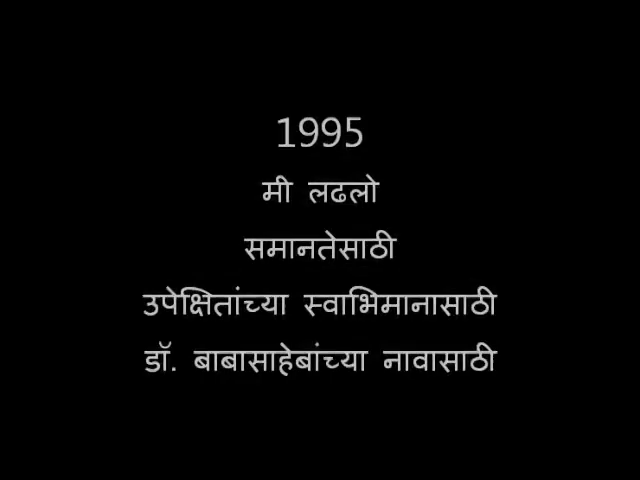 1995
मी लढलो
समानतेसाठी
उपेक्षितांच्या स्वाभिमानासाठी
डॉ. बाबासाहेबांच्या नावासाठी